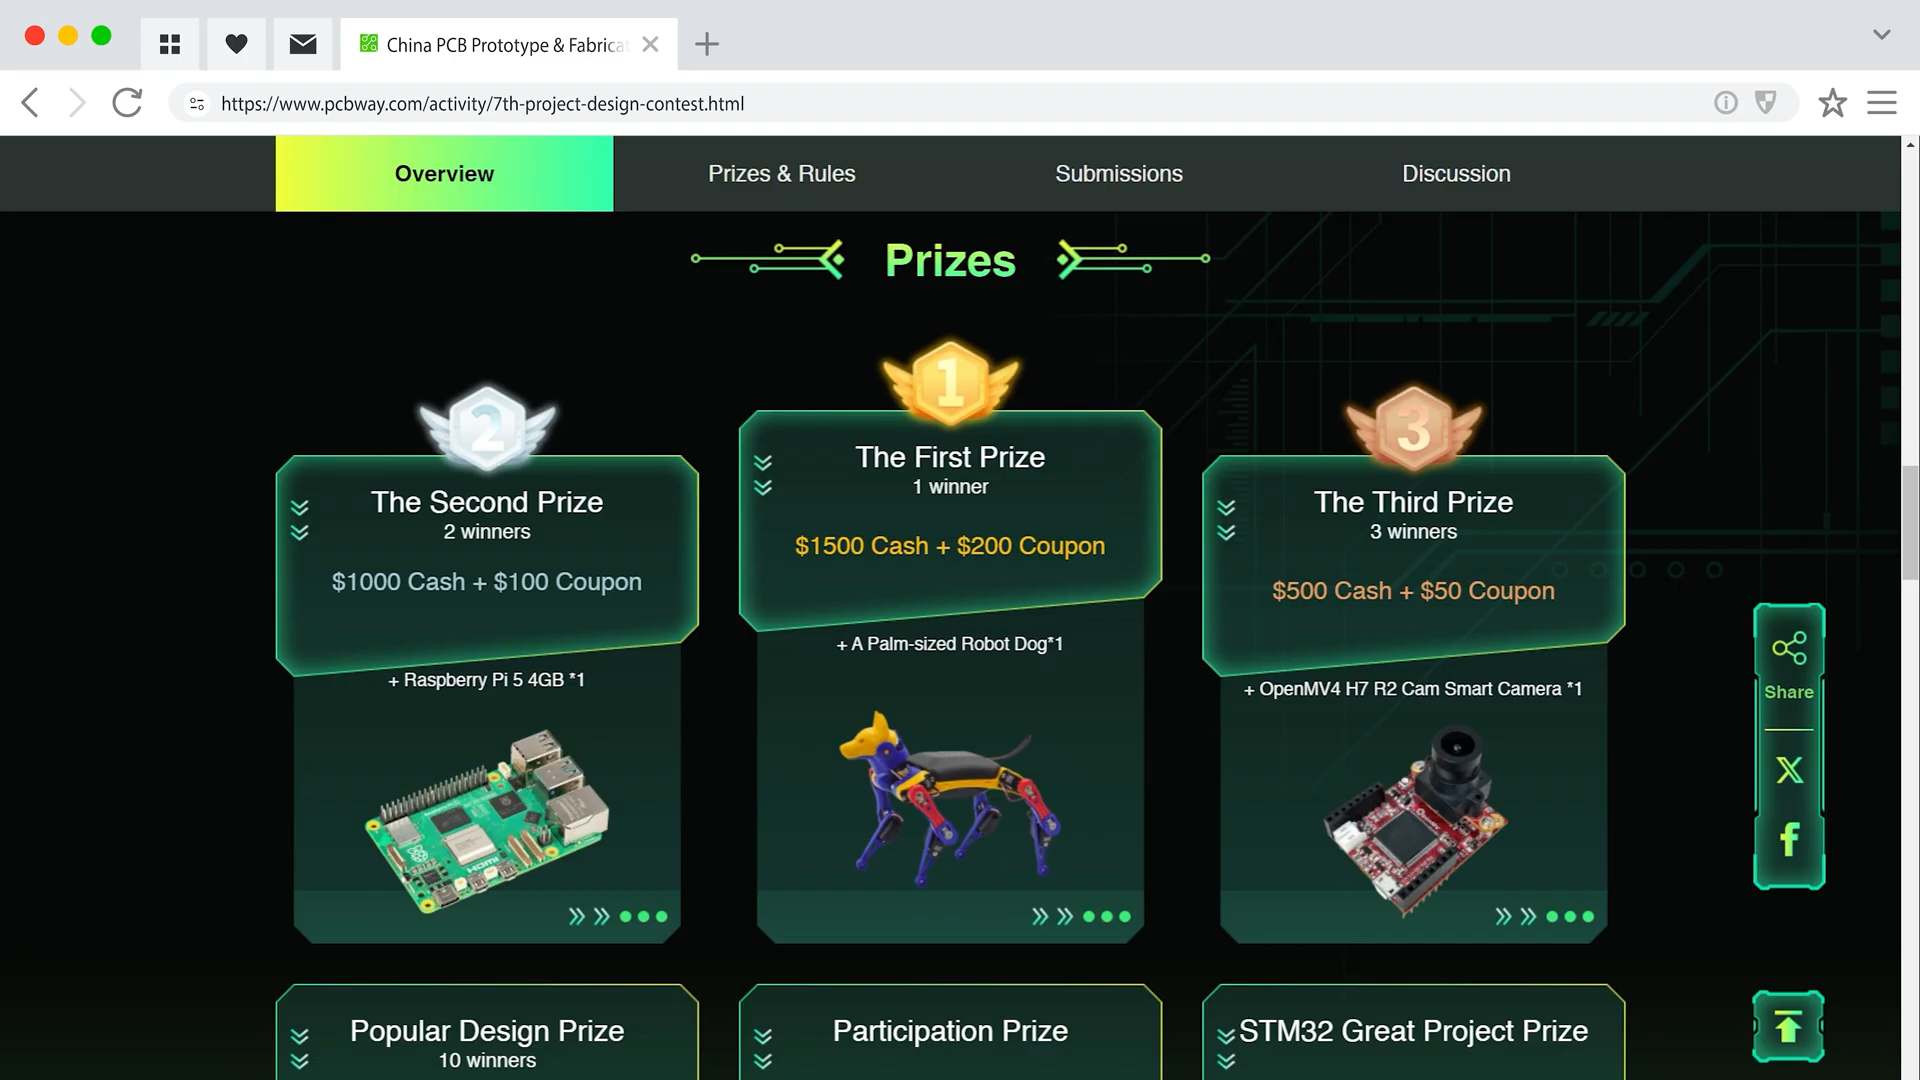 China PCB Prototype & Fabrica
https://www.pcbway.com/activity/7th-project-design-contest.html
Overview
Prizes & Rules
Submissions
Discussion
Prizes
2
The Second Prize
2 winners
$1000 Cash + $100 Coupon
+ Raspberry Pi 5 4GB *1
HDMI
1
The First Prize
1 winner
$1500 Cash + $200 Coupon
+ A Palm-sized Robot Dog*1
3
The Third Prize
3 winners
$500 Cash + $50 Coupon
+ OpenMV4 H7 R2 Cam Smart Camera *1
Share
Popular Design Prize
10 winners
Participation Prize
STM32 Great Project Prize